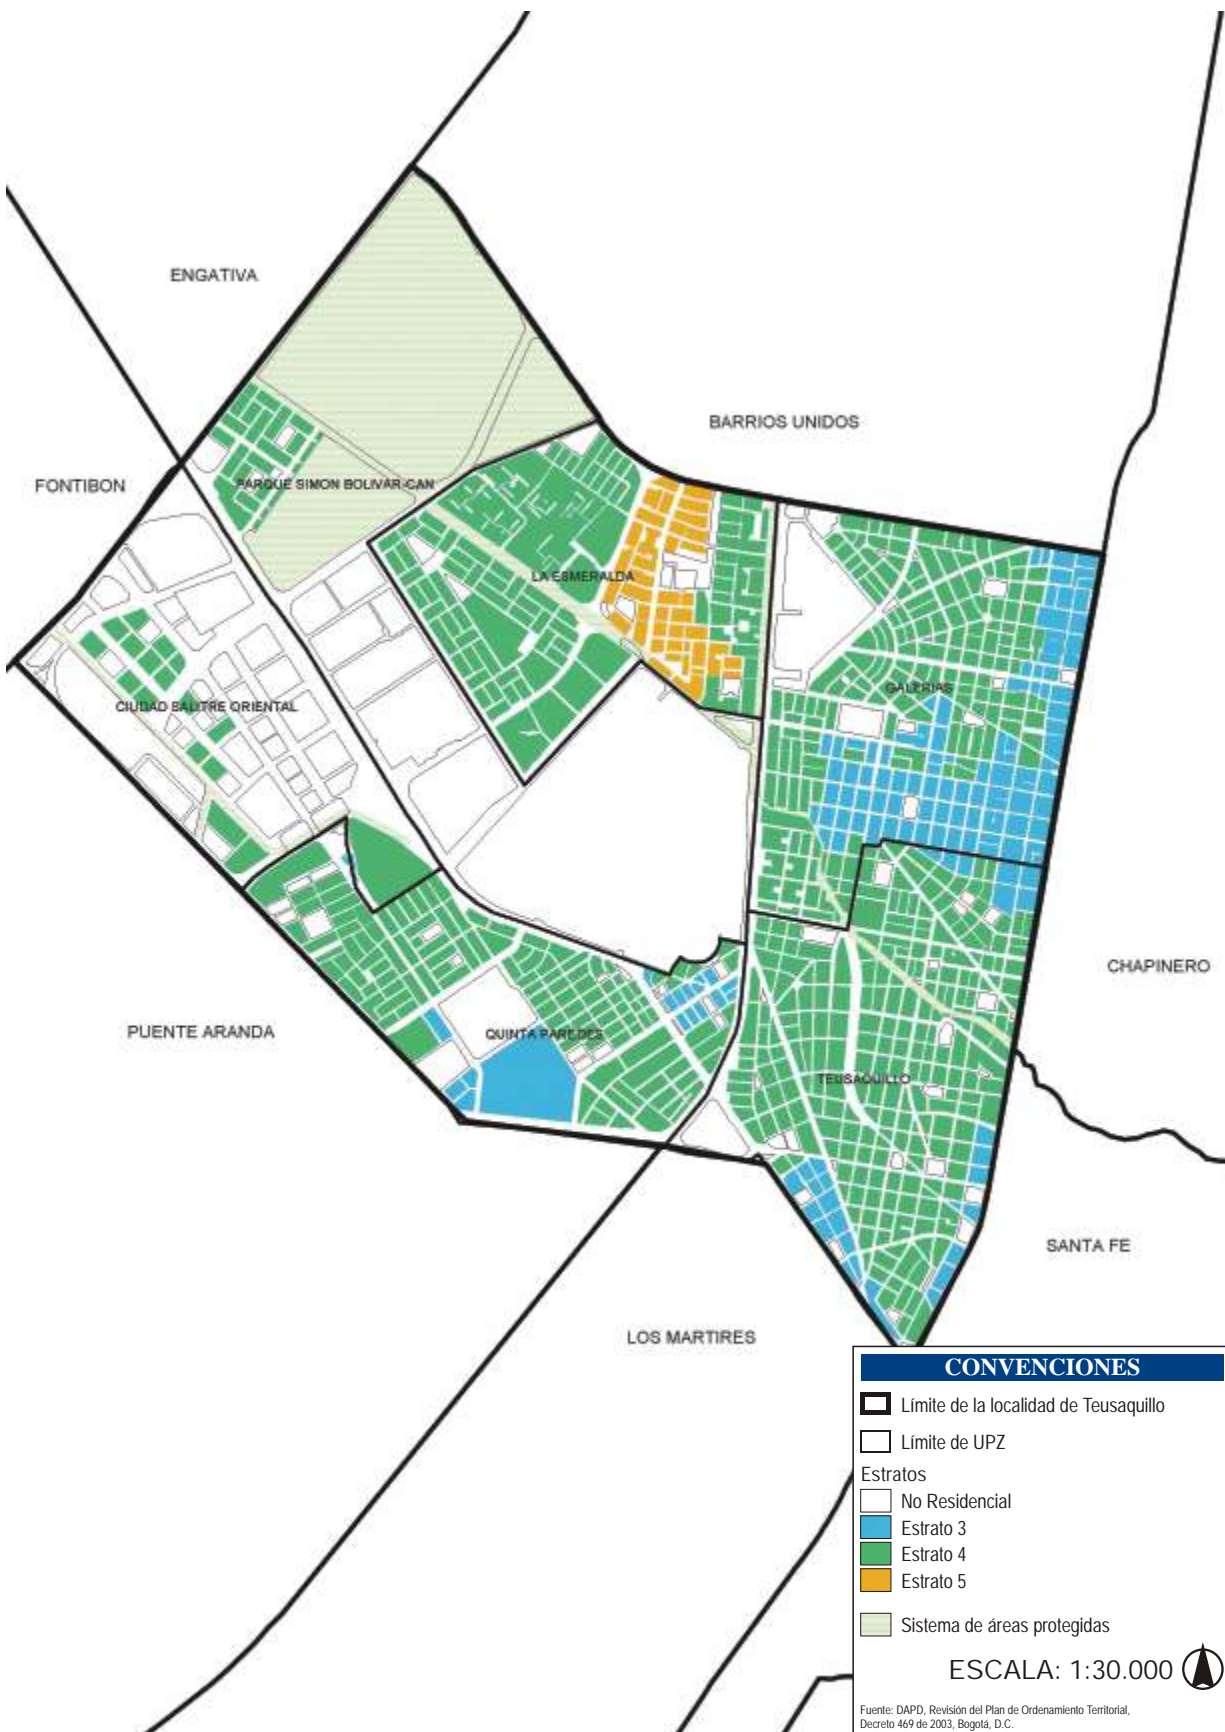 ENGATIVA
BARRIOS UNIDOS
FONTIBON
PARQUE SIMON BOLIVAR-CAN
LA ESMERALDA
GALERIAS
CIUDAD SALITRE ORIENTAL
CHAPINERO
PUENTE ARANDA
QUINTA PAREDES
TEUSAQUILLO
SANTA FE
LOS MARTIRES
CONVENCIONES
Límite de la localidad de Teusaquillo
Límite de UPZ
Estratos
No Residencial
Estrato 3
Estrato 4
Estrato 5
Sistema de áreas protegidas
ESCALA: 1:30.000
Fuente: DAPD, Revisión del Plan de Ordenamiento Territorial,
Decreto 469 de 2003, Bogotá, D.C.